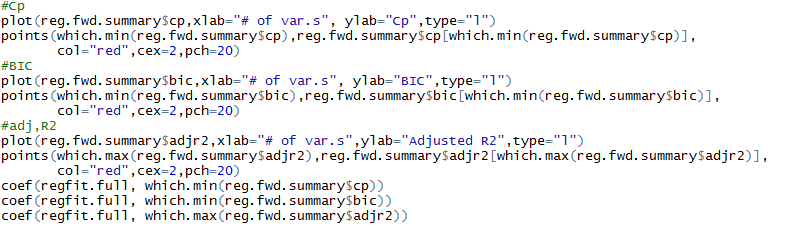 #Cp
plot(reg.fwd.summary$cp,xlab="# of var.s", ylab="Cp",type="l")
points(which.min(reg.fwd.summary$cp),reg.fwd.summary$cp[which.min(reg.fwd.summary$cp)],
col="red",cex=2,pch=20)
#BIC
plot(reg.fwd.summary$bic,xlab="# of var.s", ylab="BIC",type="l")
points(which.min(reg.fwd.summary$bic),reg.fwd.summary$bic[which.min(reg.fwd.summary$bic)],
col="red",cex=2,pch=20)
#adj,R2
plot(reg.fwd.summary$adjr2,xlab="# of var.s",ylab="Adjusted R2",type="l")
points(which.max(reg.fwd.summary$adjr2),reg.fwd.summary$adjr2[which.max(reg.fwd.summary$adjr2)],
col="red",cex=2,pch=20)
coef(regfit.full, which.min(reg.fwd.summary$cp))
coef(regfit.full, which.min(reg.fwd.summary$bic))
coef(regfit.full, which.max(reg.fwd.summary$adjr2))